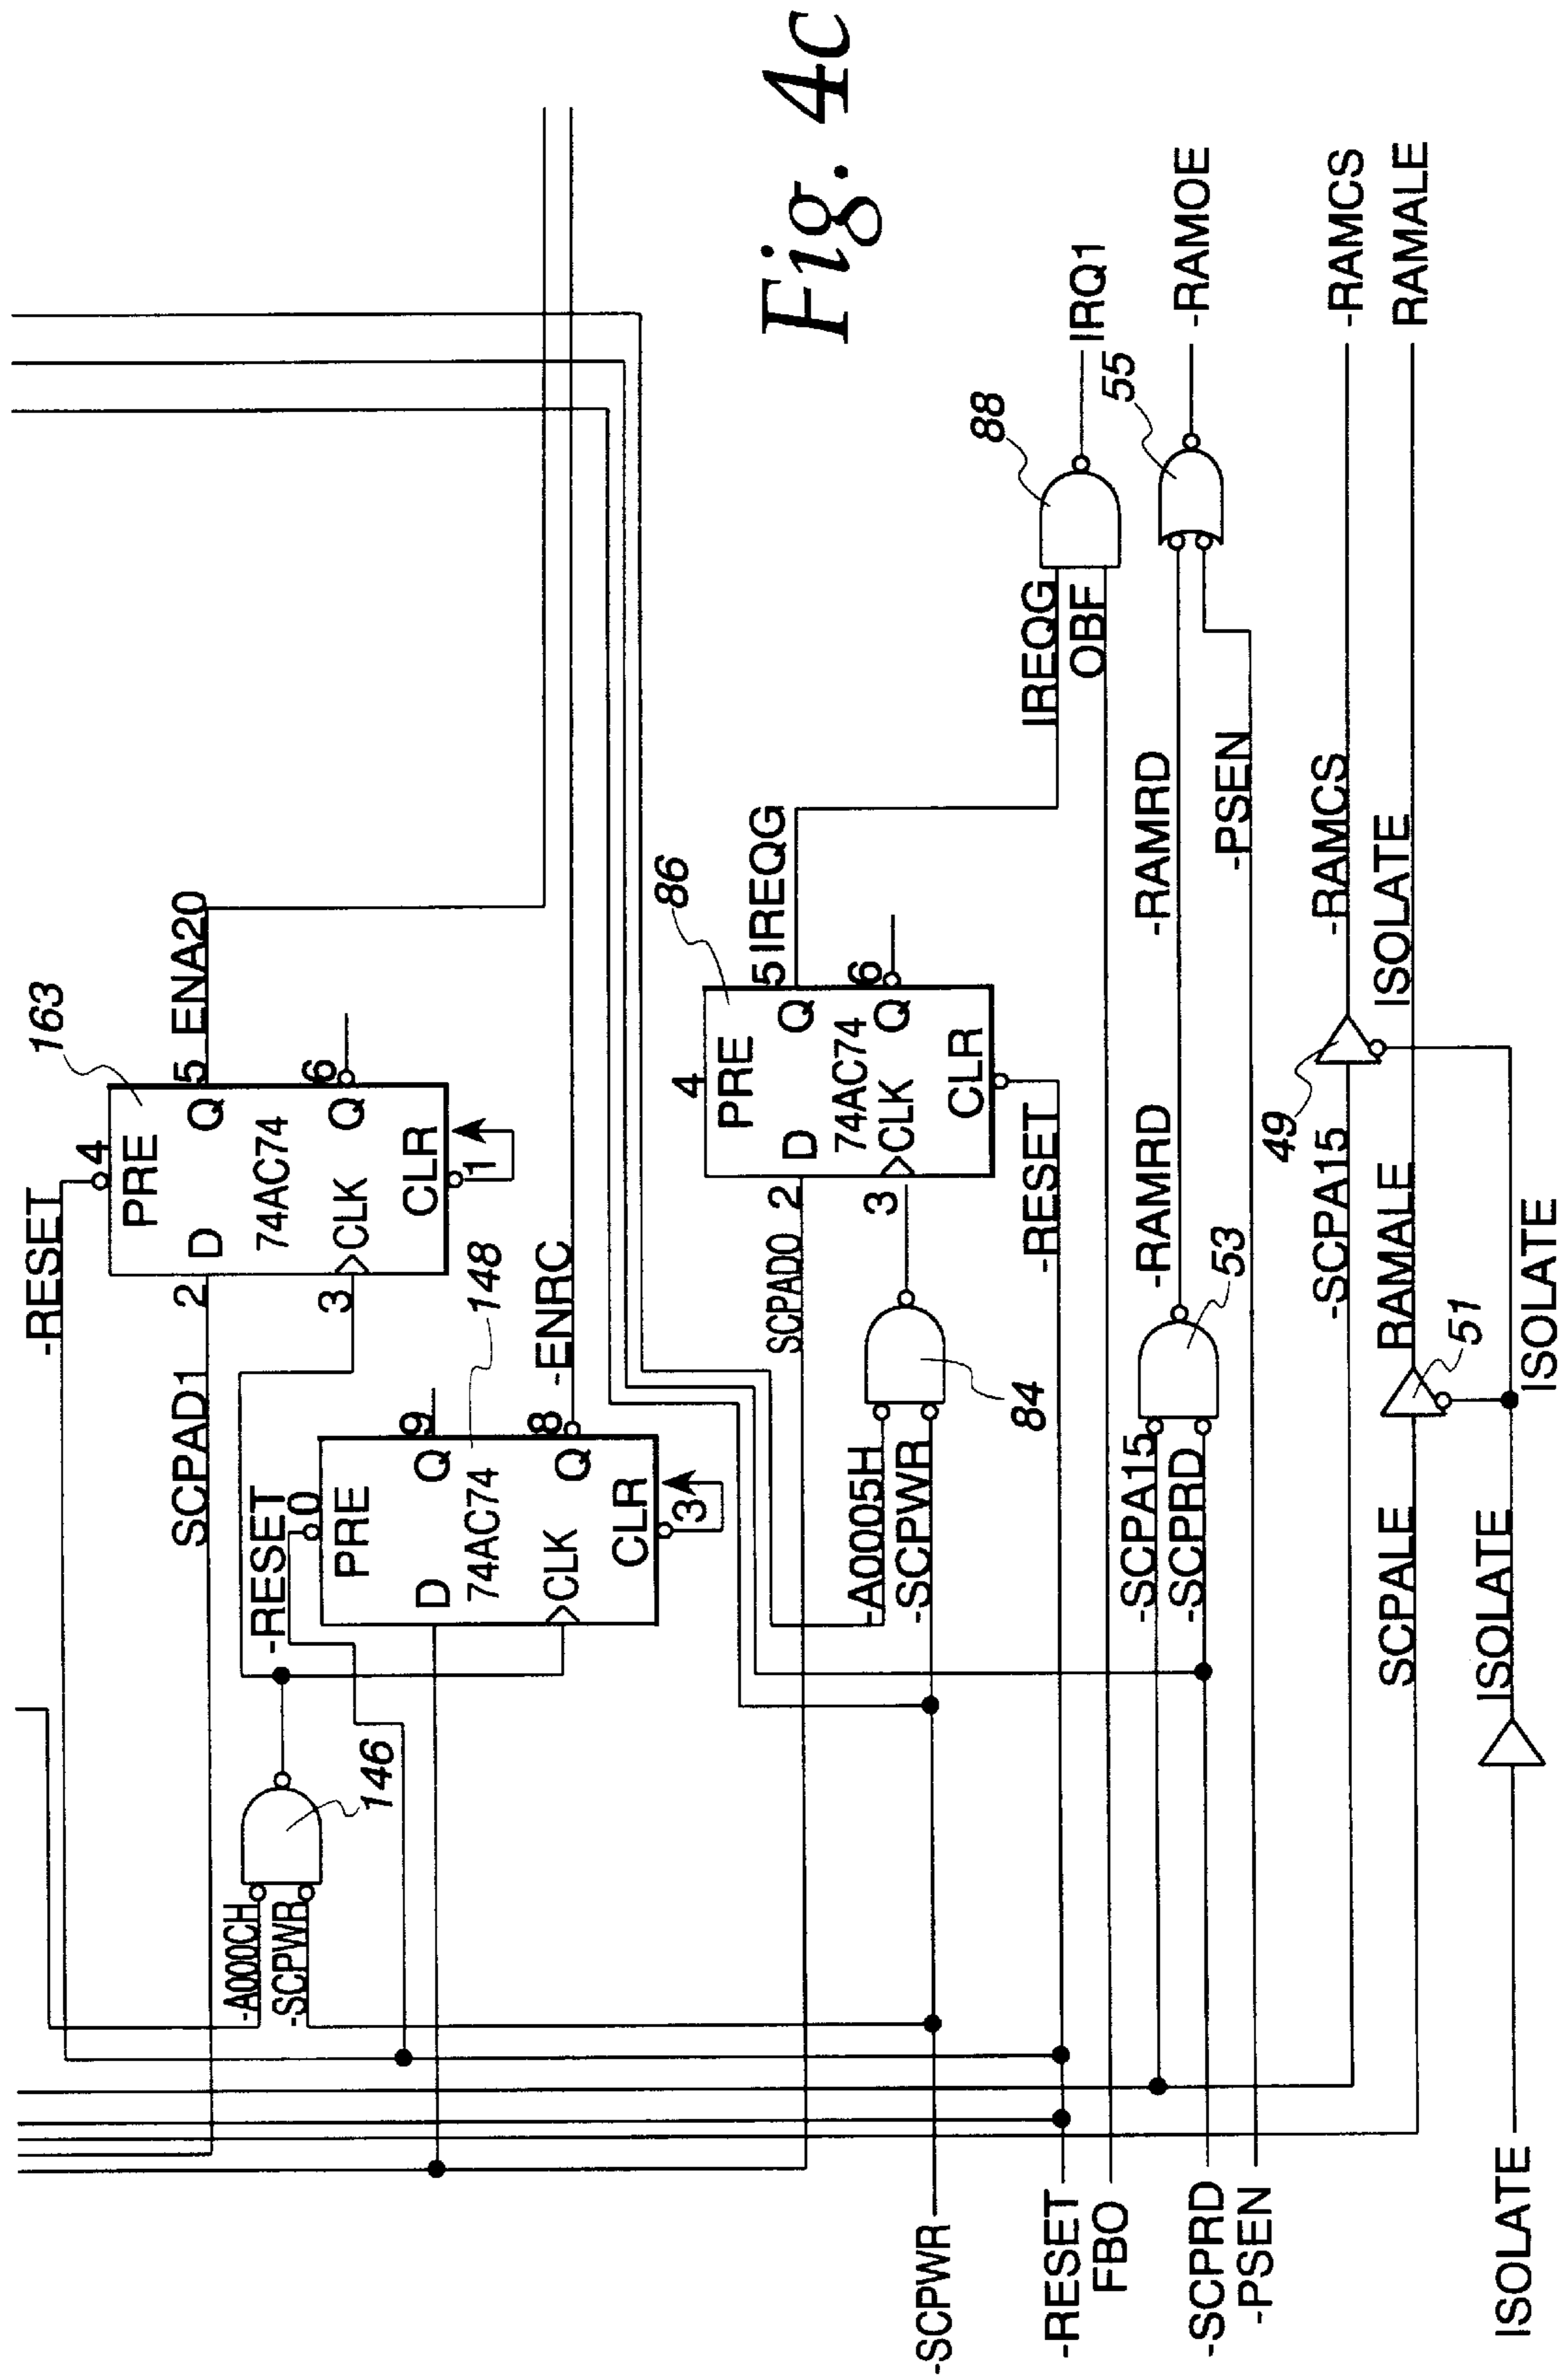 -RESET
163
4
PRE
SCPAD1
2
D
Q
5
ENA20
74AC74
3
CLK
Q
6
CLR
1
-A000CH
-SCPWR
146
-RESET
0
PRE
148
D
Q
9
74AC74
CLK
Q
8
-ENRC
CLR
3
86
4
PRE
SCPADO
2
D
Q
5
IREQG
74AC74
3
CLK
Q
6
CLR
-RESET
-A0005H
-SCPWR
84
-SCPWR
Fig. 4c
88
IREQG
OBF
IRQ1
-RESET
FBO
-SCPA15
-SCPRD
53
-RAMRD
-RAMRD
55
-RAMOE
-PSEN
-SCPRD
-PSEN
-SCPA15
49
-RAMCS
-RAMCS
SCPALE
RAMALE
51
ISOLATE
RAMALE
ISOLATE
ISOLATE
ISOLATE